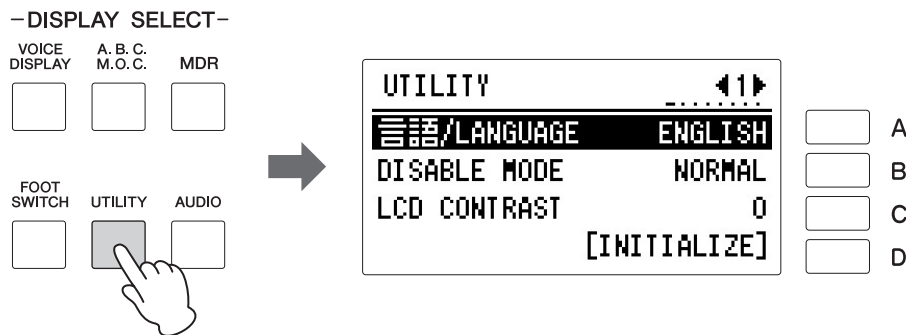 -DISPLAY SELECT-
VOICE DISPLAY
A. B. C. M. O. C.
MDR
FOOT SWITCH
UTILITY
AUDIO
UTILITY ◀1▶
言語/LANGUAGE ENGLISH
DISABLE MODE NORMAL
LCD CONTRAST 0
[INITIALIZE]
A
B
C
D